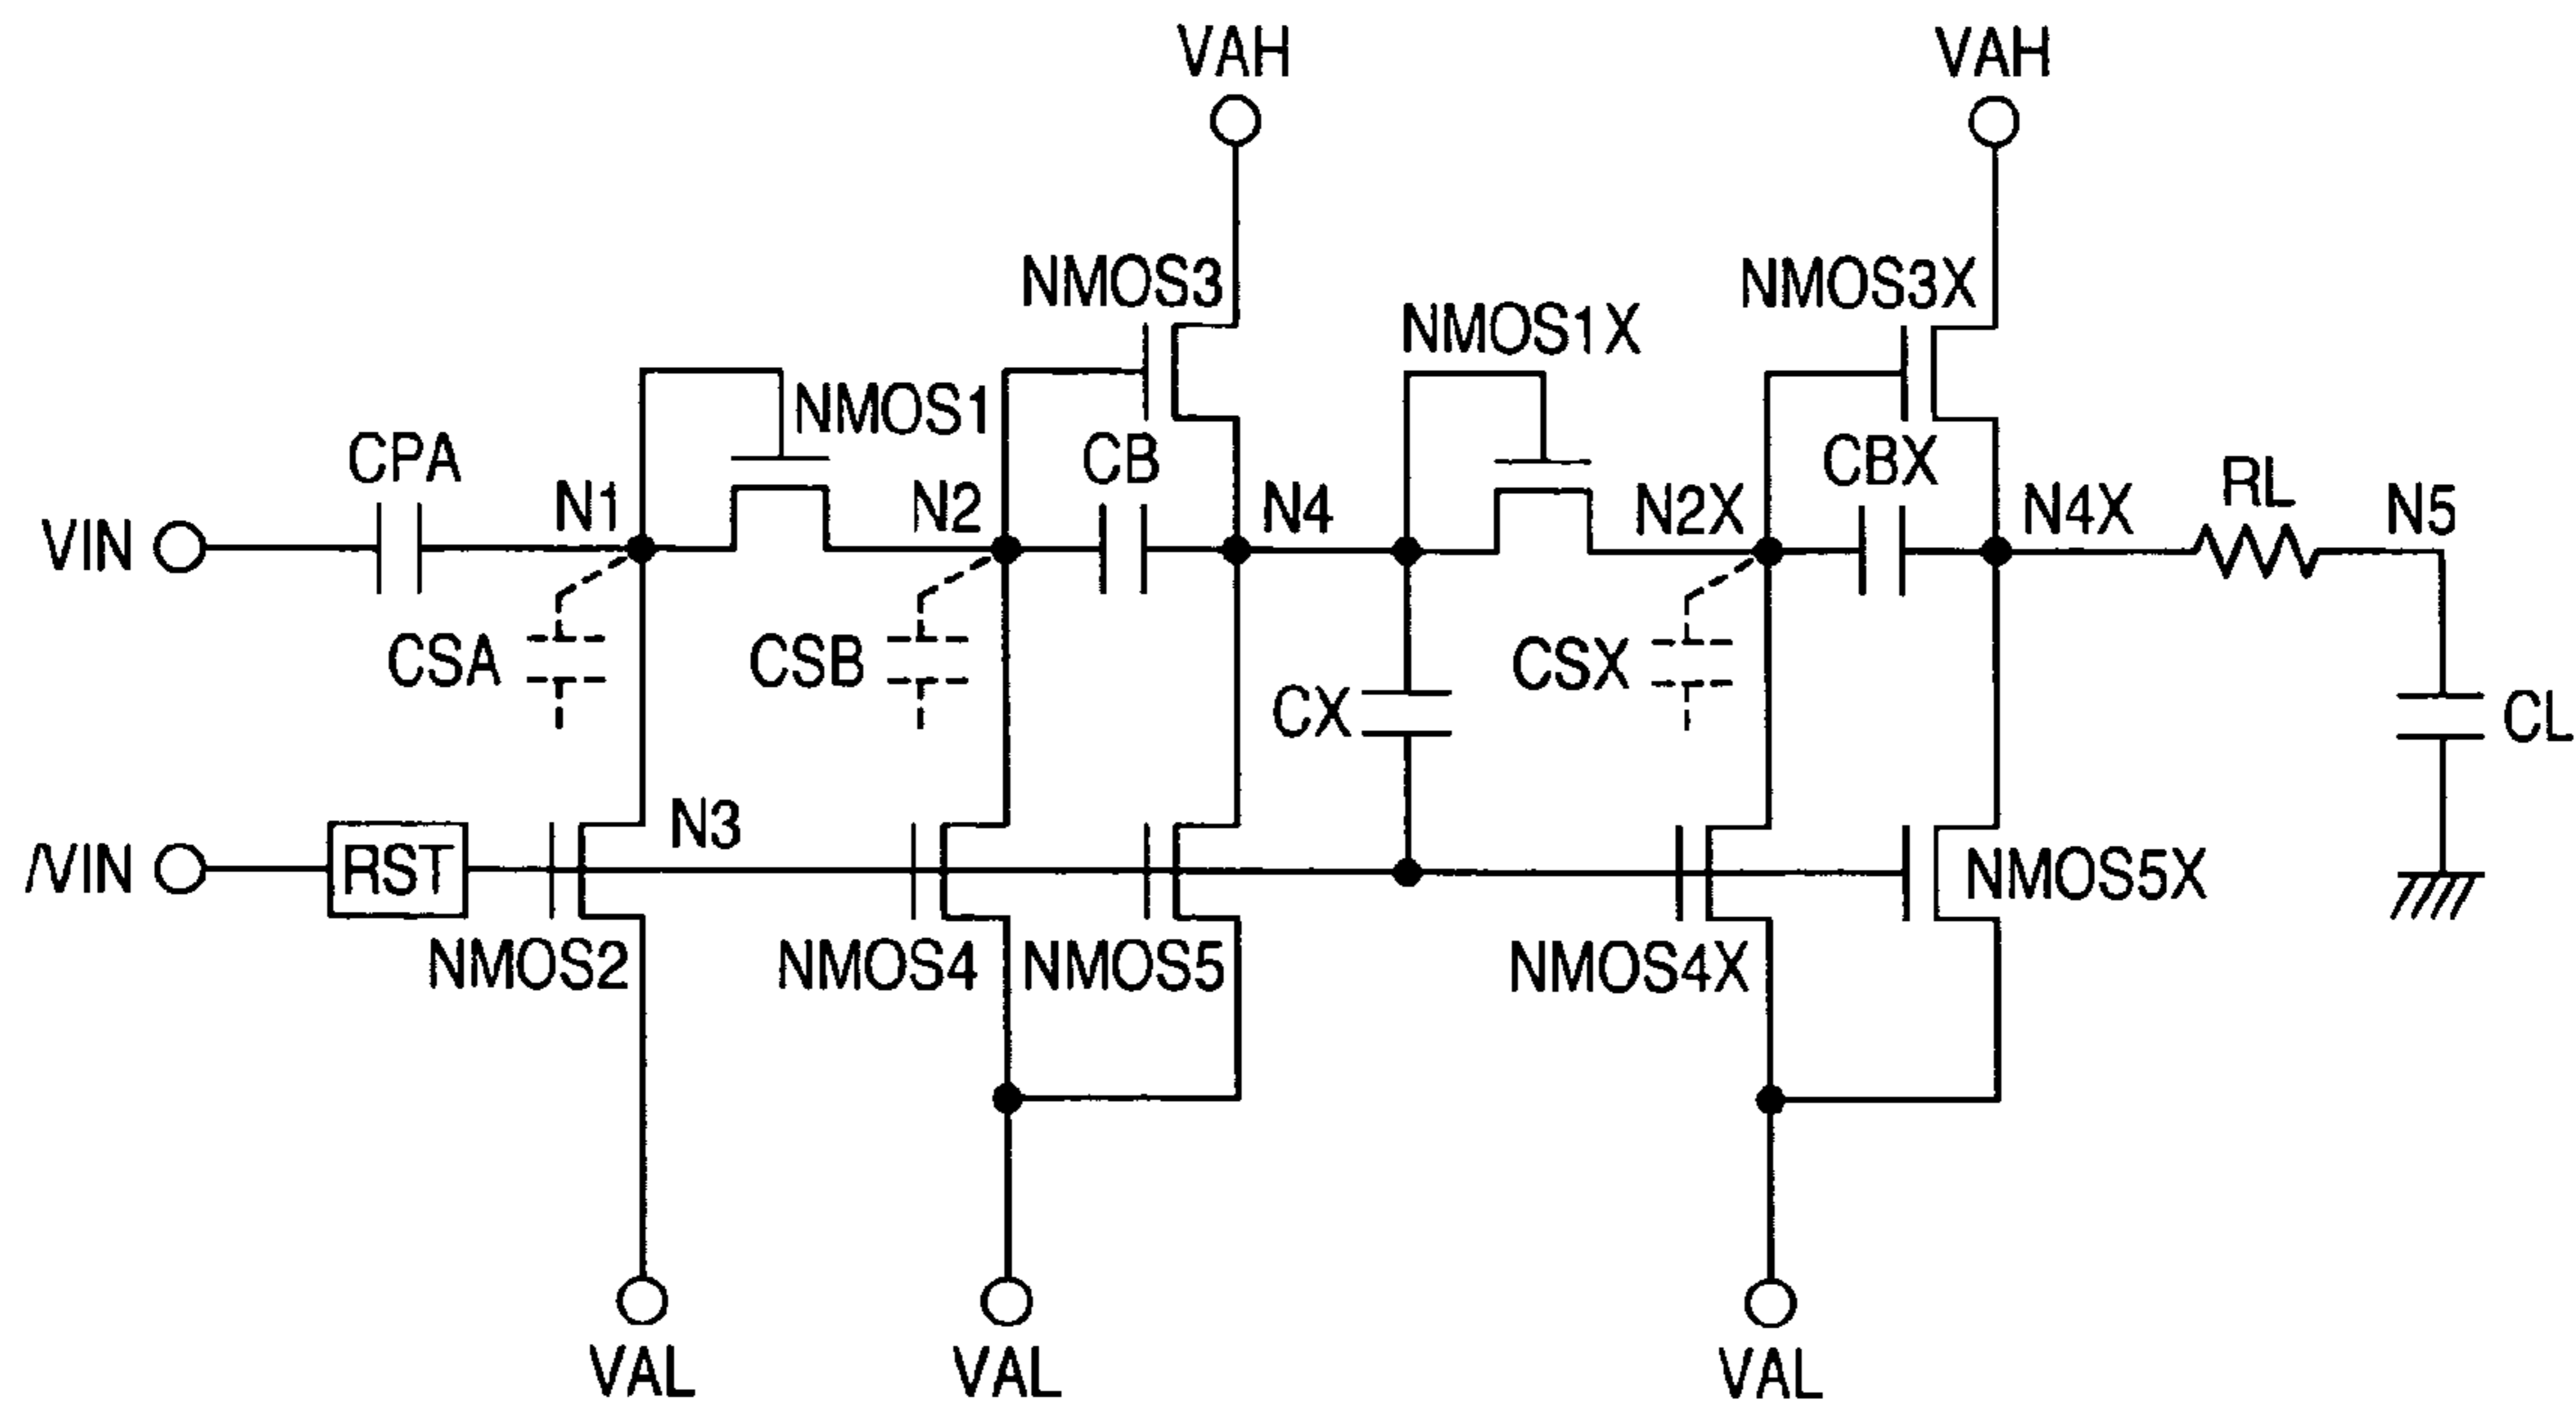 VAH
VAH
NMOS3
NMOS3X
NMOS1X
NMOS1
CPA
CB
CBX
RL
N1
N2
N4
N2X
N4X
N5
VIN
CSA
CSB
CSX
CX
CL
N3
/VIN
RST
NMOS5X
NMOS2
NMOS4
NMOS5
NMOS4X
VAL
VAL
VAL